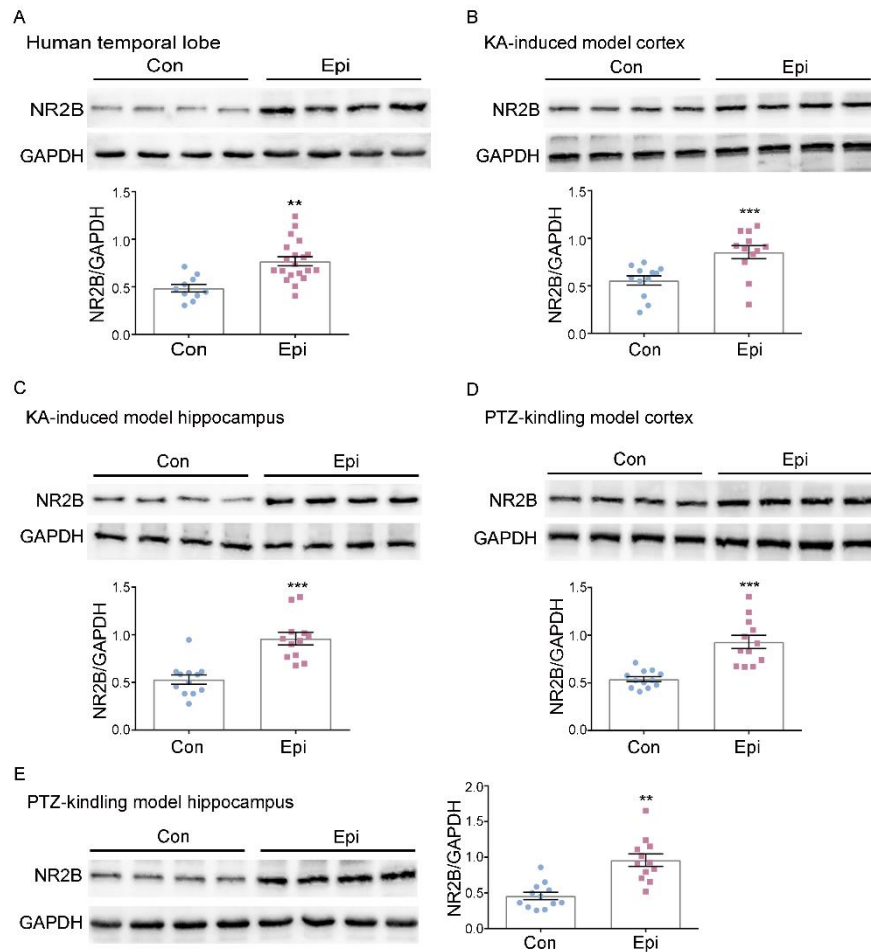 A
Human temporal lobe
Con Epi
NR2B
GAPDH
NR2B/GAPDH
1.5
1.0
0.5
0.0
**
Con Epi
B
KA-induced model cortex
Con Epi
NR2B
GAPDH
NR2B/GAPDH
1.5
1.0
0.5
0.0
***
Con Epi
C
KA-induced model hippocampus
Con Epi
NR2B
GAPDH
NR2B/GAPDH
1.5
1.0
0.5
0.0
***
Con Epi
D
PTZ-kindling model cortex
Con Epi
NR2B
GAPDH
NR2B/GAPDH
1.5
1.0
0.5
0.0
***
Con Epi
E
PTZ-kindling model hippocampus
Con Epi
NR2B
GAPDH
NR2B/GAPDH
2.0
1.5
1.0
0.5
0.0
**
Con Epi